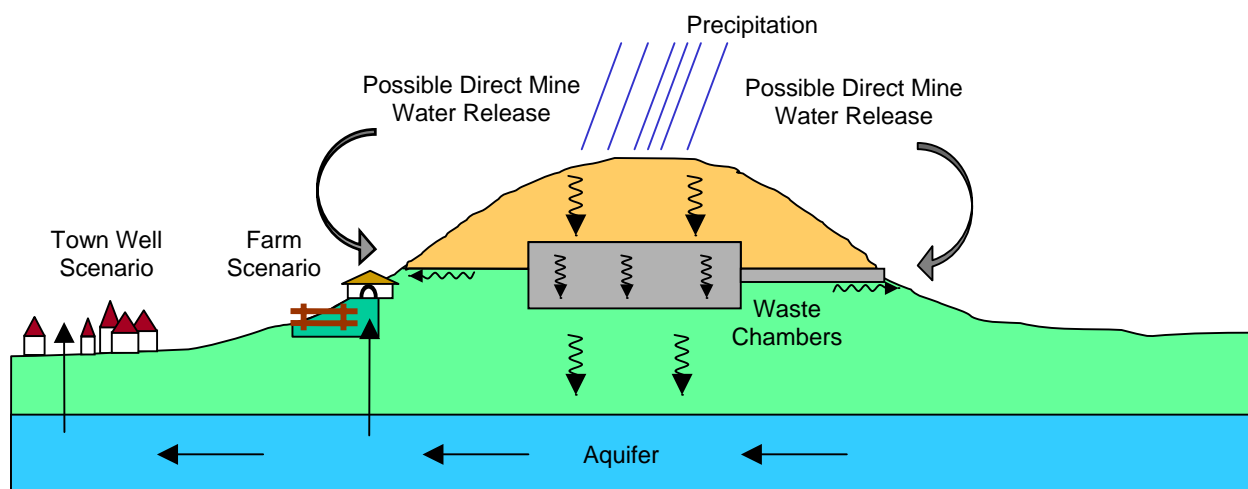 Precipitation
Possible Direct Mine
Water Release
Possible Direct Mine
Water Release
Town Well
Scenario
Farm
Scenario
Waste
Chambers
Aquifer